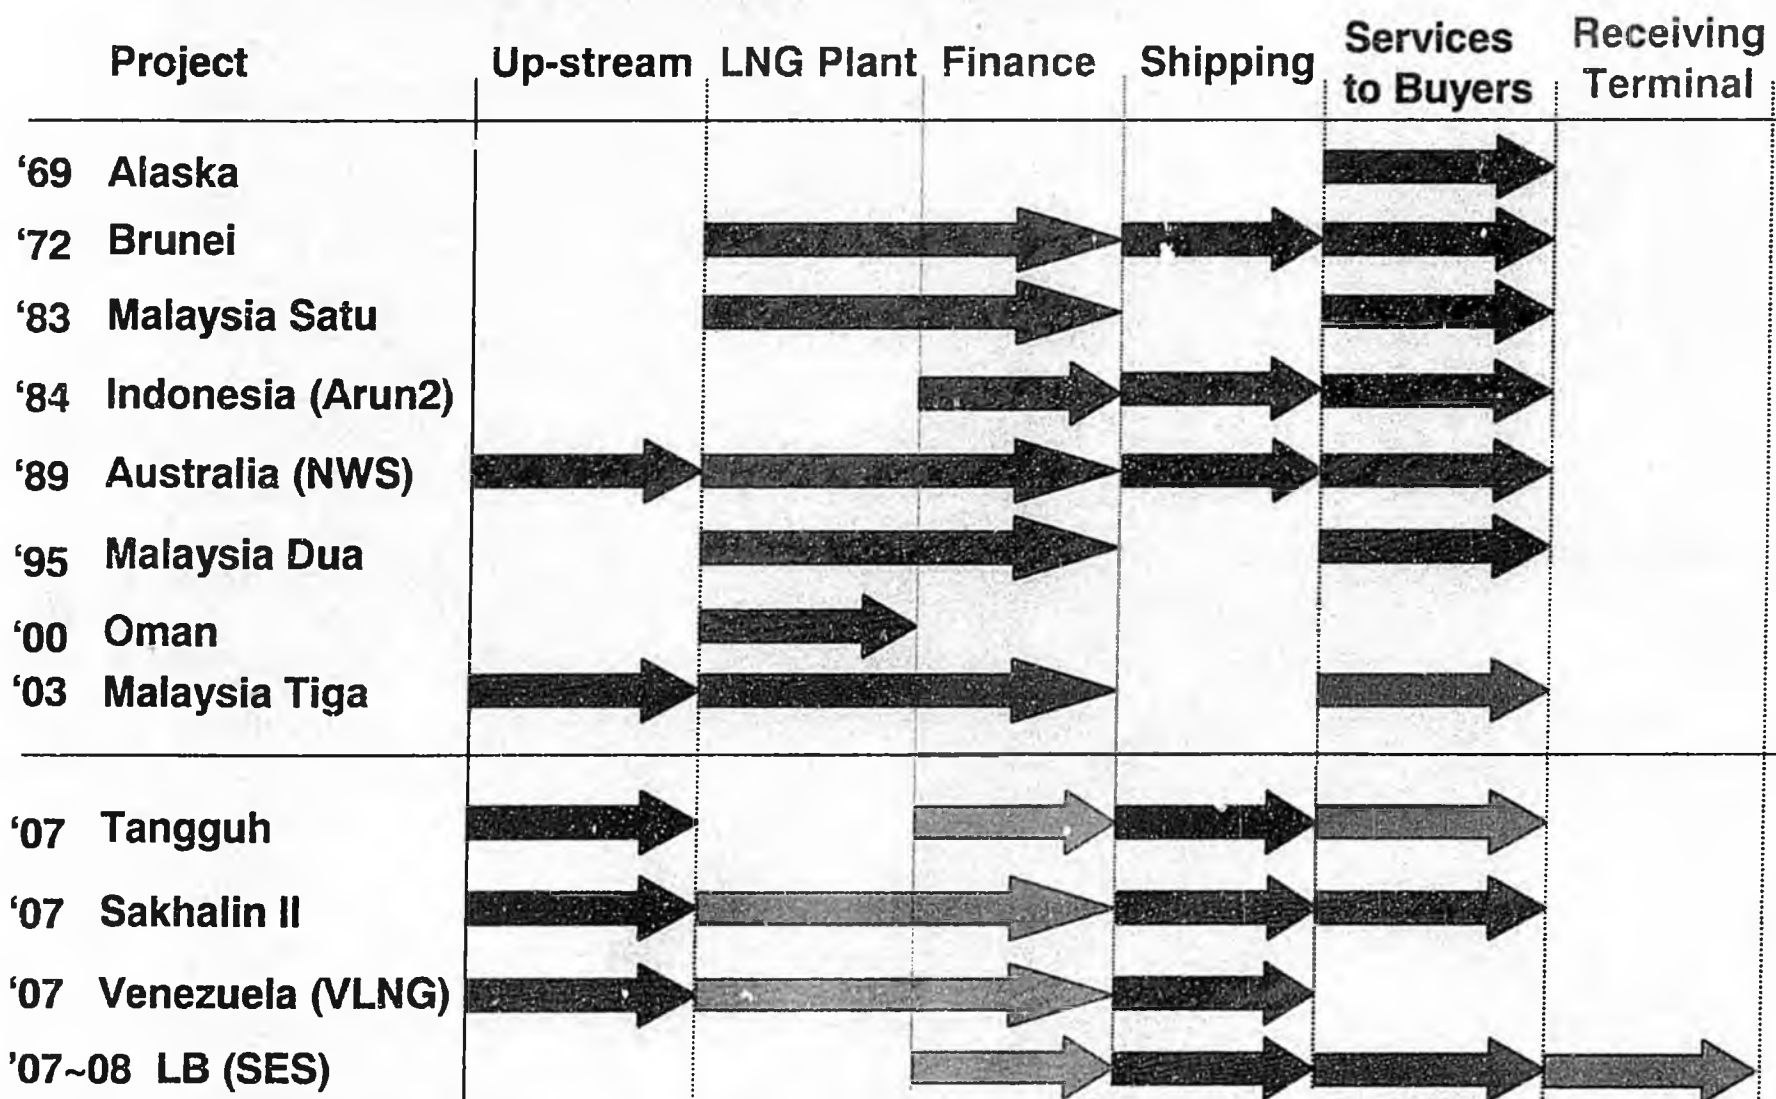 Project Up-stream LNG Plant Finance Shipping Services to Buyers Receiving Terminal
‘69 Alaska
‘72 Brunei
‘83 Malaysia Satu
‘84 Indonesia (Arun2)
‘89 Australia (NWS)
‘95 Malaysia Dua
‘00 Oman
‘03 Malaysia Tiga
‘07 Tangguh
‘07 Sakhalin II
‘07 Venezuela (VLNG)
’07~08 LB (SES)